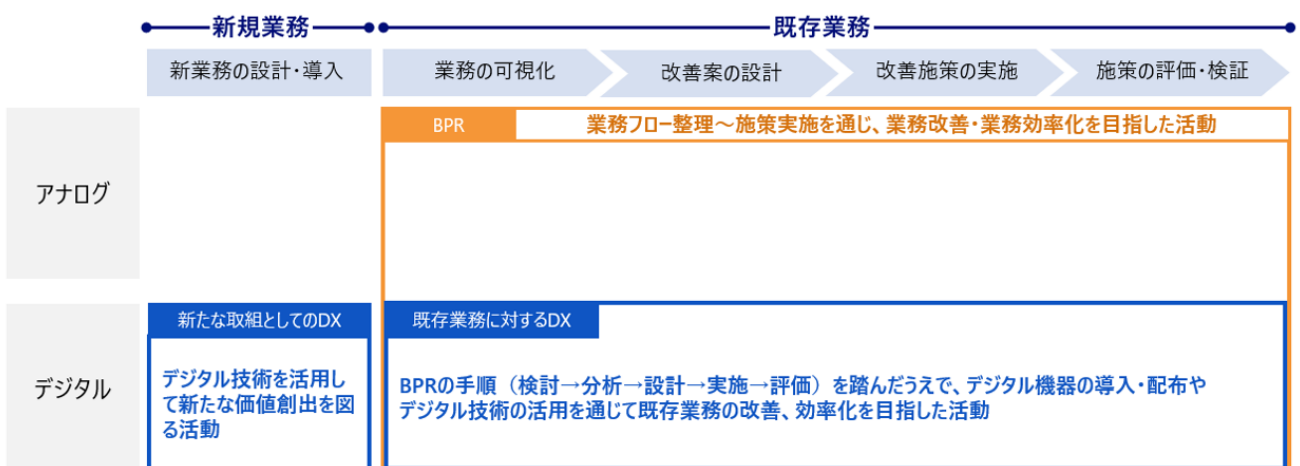 新規業務
既存業務
新業務の設計・導入
業務の可視化
改善案の設計
改善施策の実施
施策の評価・検証
アナログ
BPR
業務フロー整理～施策実施を通じ、業務改善・業務効率化を目指した活動
デジタル
新たな取組としてのDX
デジタル技術を活用し
て新たな価値創出を図
る活動
既存業務に対するDX
BPRの手順（検討→分析→設計→実施→評価）を踏んだうえで、デジタル機器の導入・配布や
デジタル技術の活用を通じて既存業務の改善、効率化を目指した活動